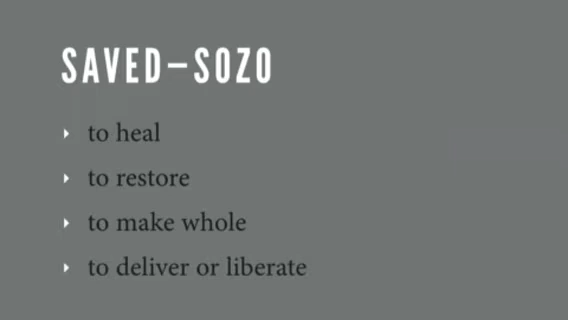 SAVED–SOZO
to heal
to restore
to make whole
to deliver or liberate